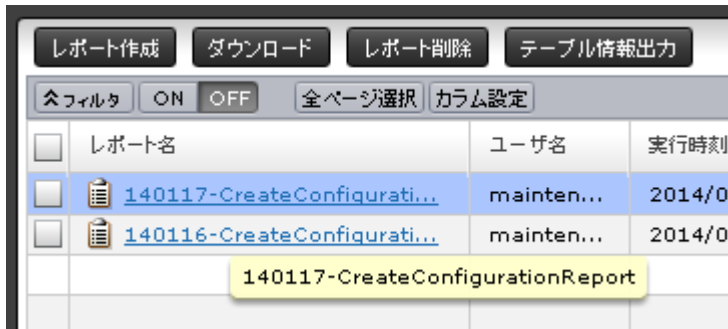 レポート作成 ダウンロード レポート削除 テーブル情報出力
フィルタ ON OFF 全ページ選択 カラム設定
レポート名 ユーザ名 実行時刻
140117-CreateConfigurati... mainten... 2014/0
140116-CreateConfigurati... mainten... 2014/0
140117-CreateConfigurationReport